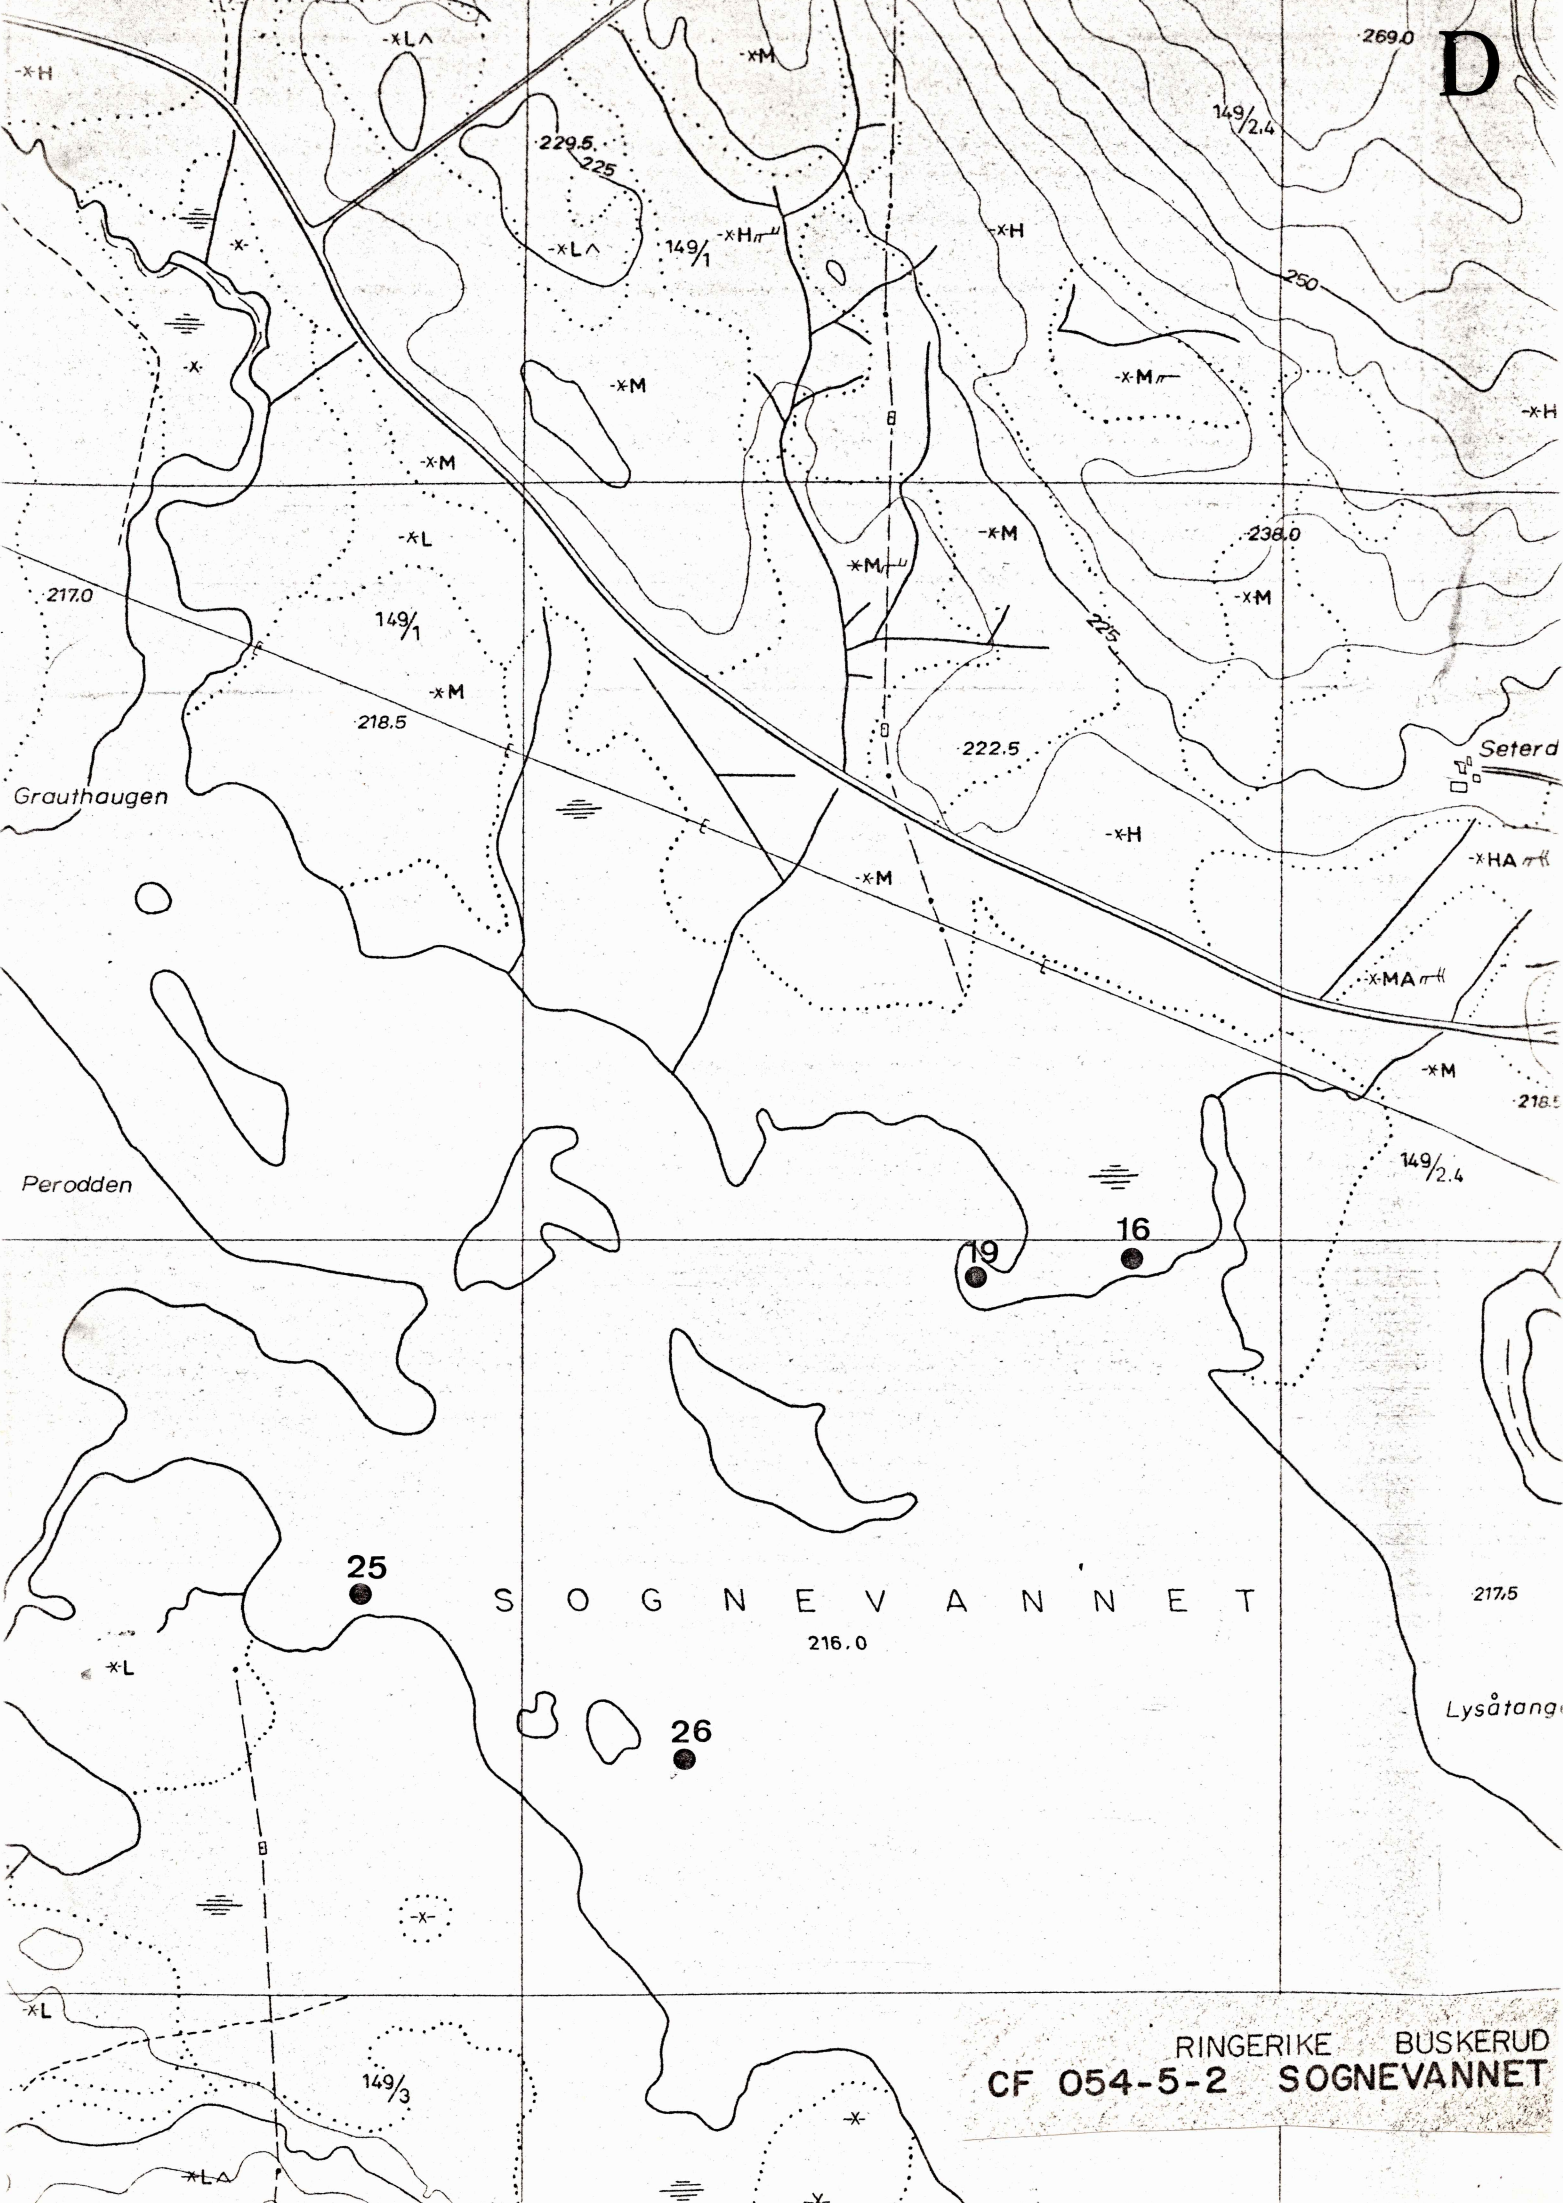 D
269.0
-x-L^
-x-M
-x-H
149/2.4
229.5
225
-x-
-x-L^
149/1
-x-H
-x-H
250
-x-
-x-M
-x-M
-x-H
-x-M
-x-L
-x-M
238.0
-x-M
217.0
-x-M
149/1
225
-x-M
218.5
222.5
Seterd
Grauthaugen
-x-H
-x-HA
-x-M
-x-MA
-x-M
218.5
149/2.4
Perodden
16
19
25
SOGNEVANNET
217.5
216.0
-x-L
Lysåtang
26
-x-
-x-L
RINGERIKE BUSKERUD
CF 054-5-2 SOGNEVANNET
149/3
-x-
-x-L^